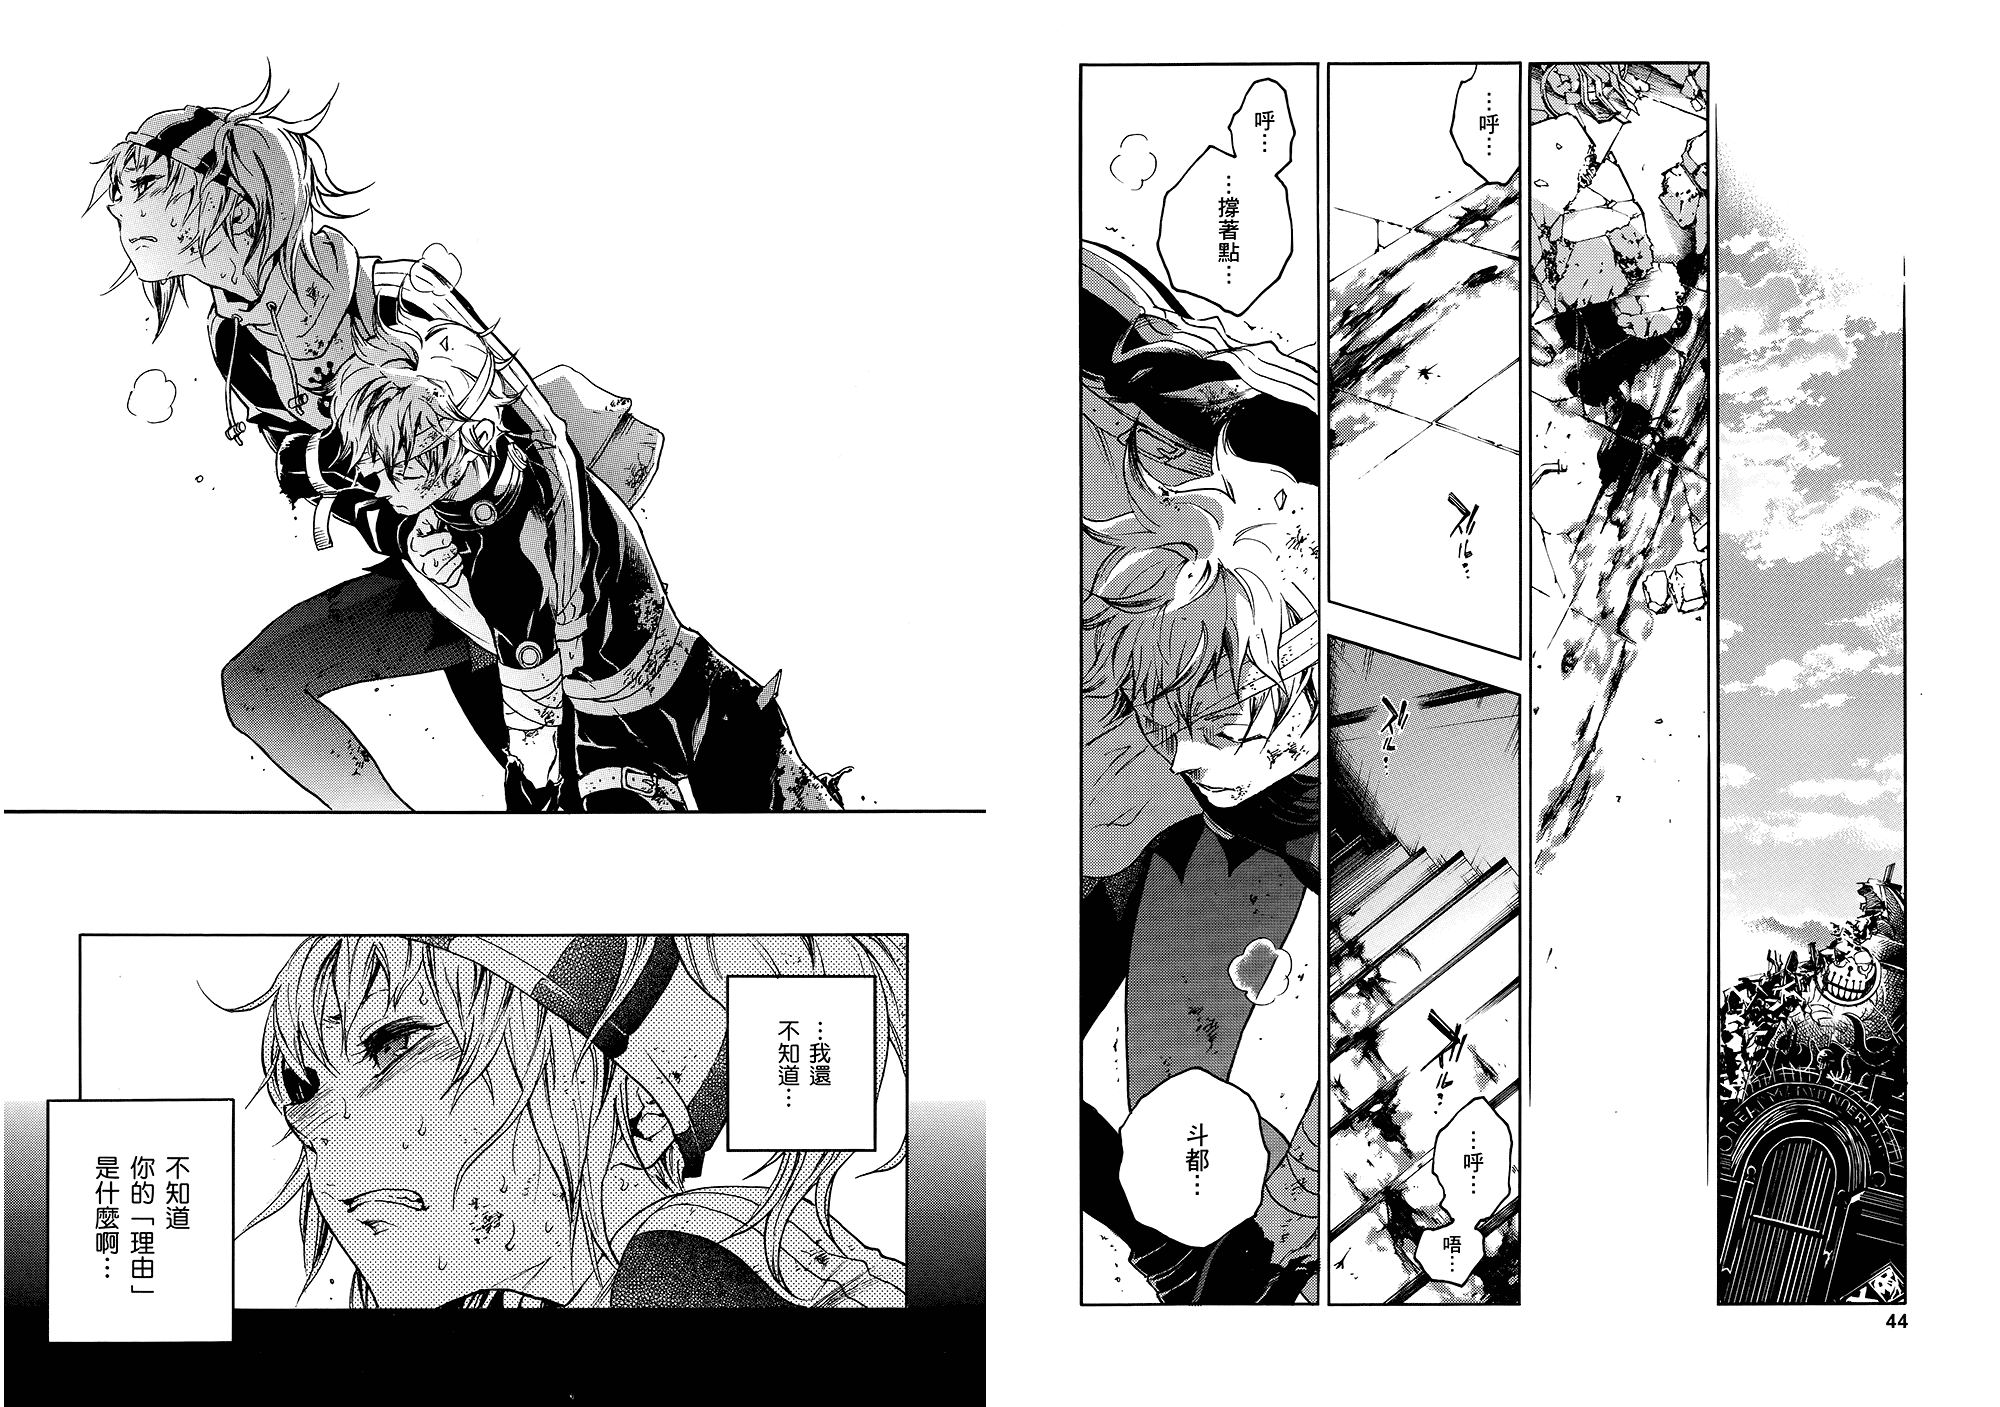 …呼…
ズル…
ズル…
ズル…
…呼…
唔…
呼…
…撐著點…
斗都…
…我還
不知道…
不知道
你的「理由」
是什麼啊…
44